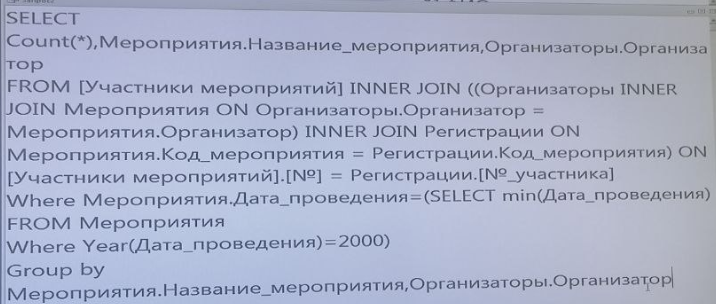 SELECT
Count(*),Мероприятия.Название_мероприятия,Организаторы.Организа
тор
FROM [Участники мероприятий] INNER JOIN ((Организаторы INNER
JOIN Мероприятия ON Организаторы.Организатор =
Мероприятия.Организатор) INNER JOIN Регистрации ON
Мероприятия.Код_мероприятия = Регистрации.Код_мероприятия) ON
[Участники мероприятий].[№] = Регистрации.[№_участника]
Where Мероприятия.Дата_проведения=(SELECT min(Дата_проведения)
FROM Мероприятия
Where Year(Дата_проведения)=2000)
Group by
Мероприятия.Название_мероприятия,Организаторы.Организатор